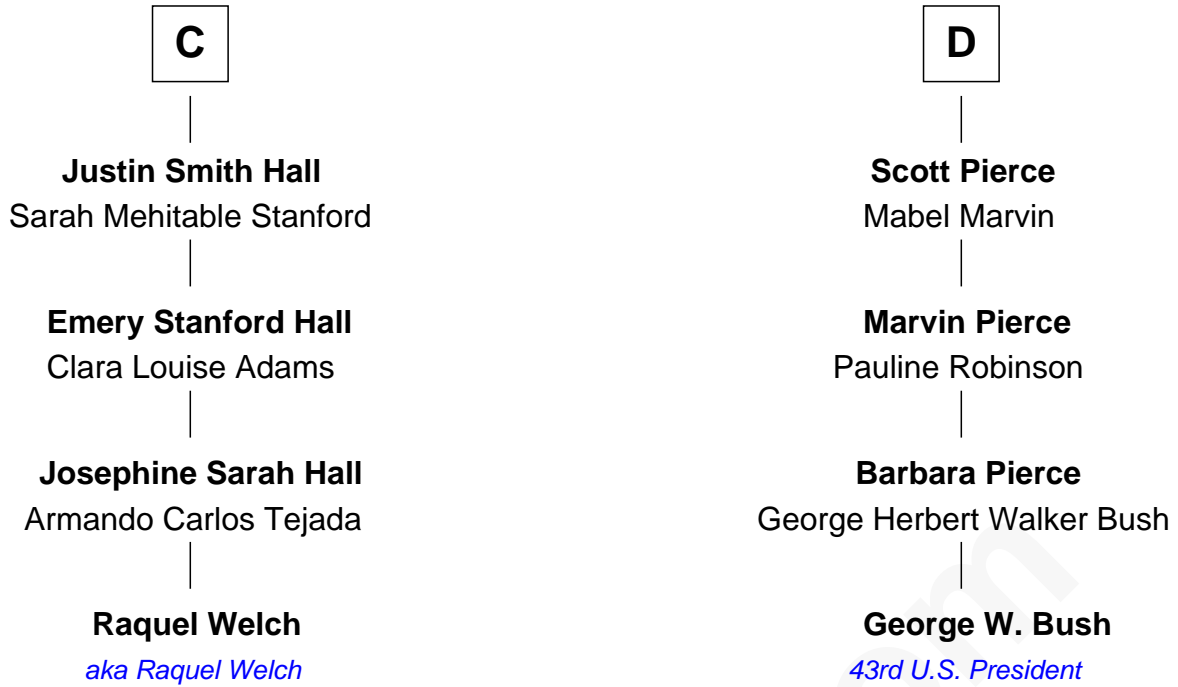 C
Justin Smith Hall
Sarah Mehitable Stanford
Emery Stanford Hall
Clara Louise Adams
Josephine Sarah Hall
Armando Carlos Tejada
Raquel Welch
aka Raquel Welch
D
Scott Pierce
Mabel Marvin
Marvin Pierce
Pauline Robinson
Barbara Pierce
George Herbert Walker Bush
George W. Bush
43rd U.S. President